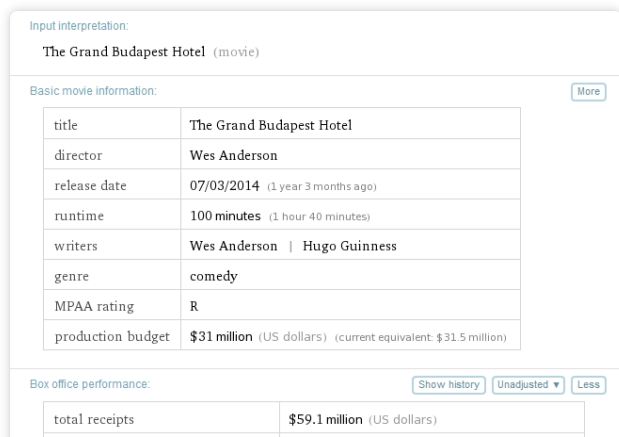 Input interpretation:
The Grand Budapest Hotel (movie)
Basic movie information:
More
title The Grand Budapest Hotel
director Wes Anderson
release date 07/03/2014 (1 year 3 months ago)
runtime 100 minutes (1 hour 40 minutes)
writers Wes Anderson | Hugo Guinness
genre comedy
MPAA rating R
production budget $31 million (US dollars) (current equivalent: $31.5 million)
Box office performance:
Show history Unadjusted ▼ Less
total receipts $59.1 million (US dollars)